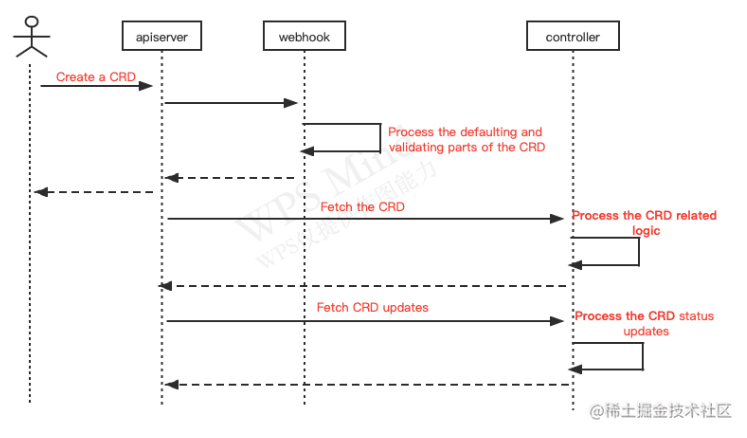 apiserver
webhook
controller
Create a CRD
Process the defaulting and
validating parts of the CRD
WPS Mind
WPS仅提供作图能力
Fetch the CRD
Process the CRD related
logic
Fetch CRD updates
Process the CRD status
updates
@稀土掘金技术社区